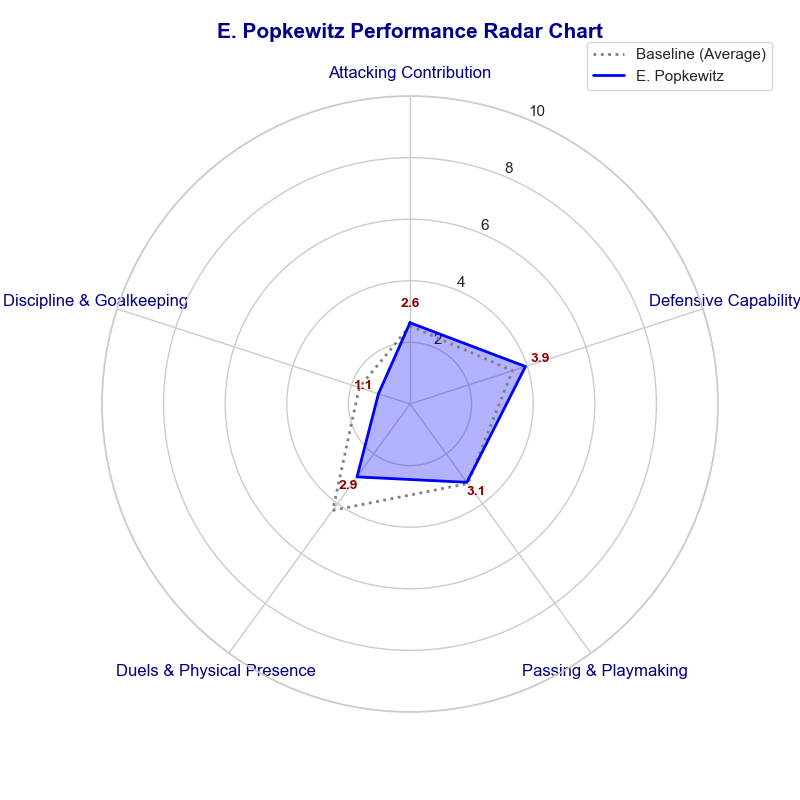 E. Popkewitz Performance Radar Chart
Baseline (Average)
E. Popkewitz
Attacking Contribution
10
8
6
4
2
2.6
Discipline & Goalkeeping
Defensive Capability
3.9
1.1
2.9
3.1
Duels & Physical Presence
Passing & Playmaking